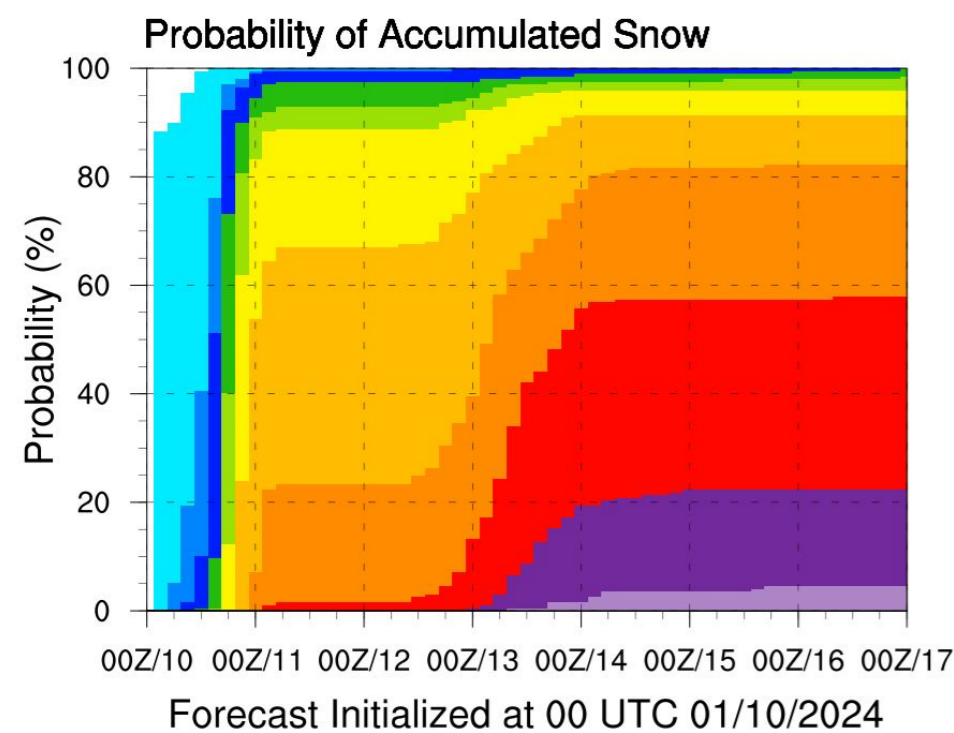 Probability of Accumulated Snow
Probability (%)
100
80
60
40
20
0
00Z/10 00Z/11 00Z/12 00Z/13 00Z/14 00Z/15 00Z/16 00Z/17
Forecast Initialized at 00 UTC 01/10/2024